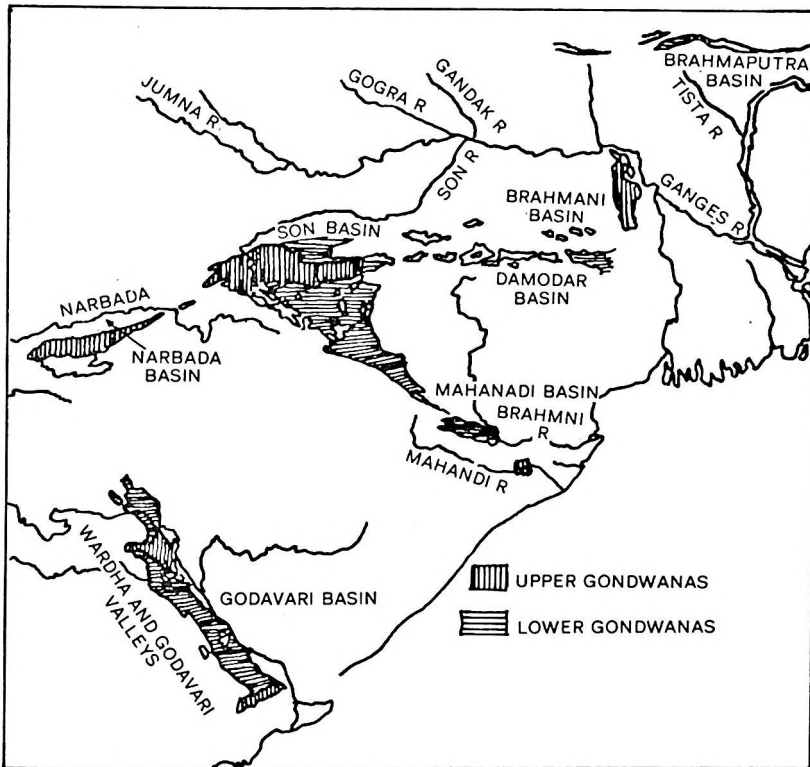 BRAHMAPUTRA
BASIN
JUMNA R.
GOGRA R
GANDAK R
TISTA R
SON R
GANGES R
BRAHMANI
BASIN
SON BASIN
DAMODAR
BASIN
NARBADA
NARBADA
BASIN
MAHANADI BASIN
BRAHMNI
R
MAHANDI R
WARDHA AND GODAVARI
VALLEYS
GODAVARI BASIN
UPPER GONDWANAS
LOWER GONDWANAS